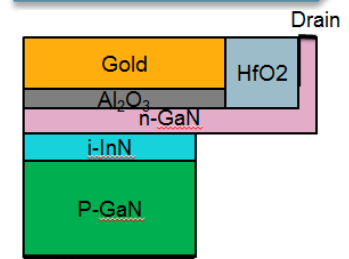 Drain
Gold
HfO2
Al₂O₃
n-GaN
i-InN
P-GaN